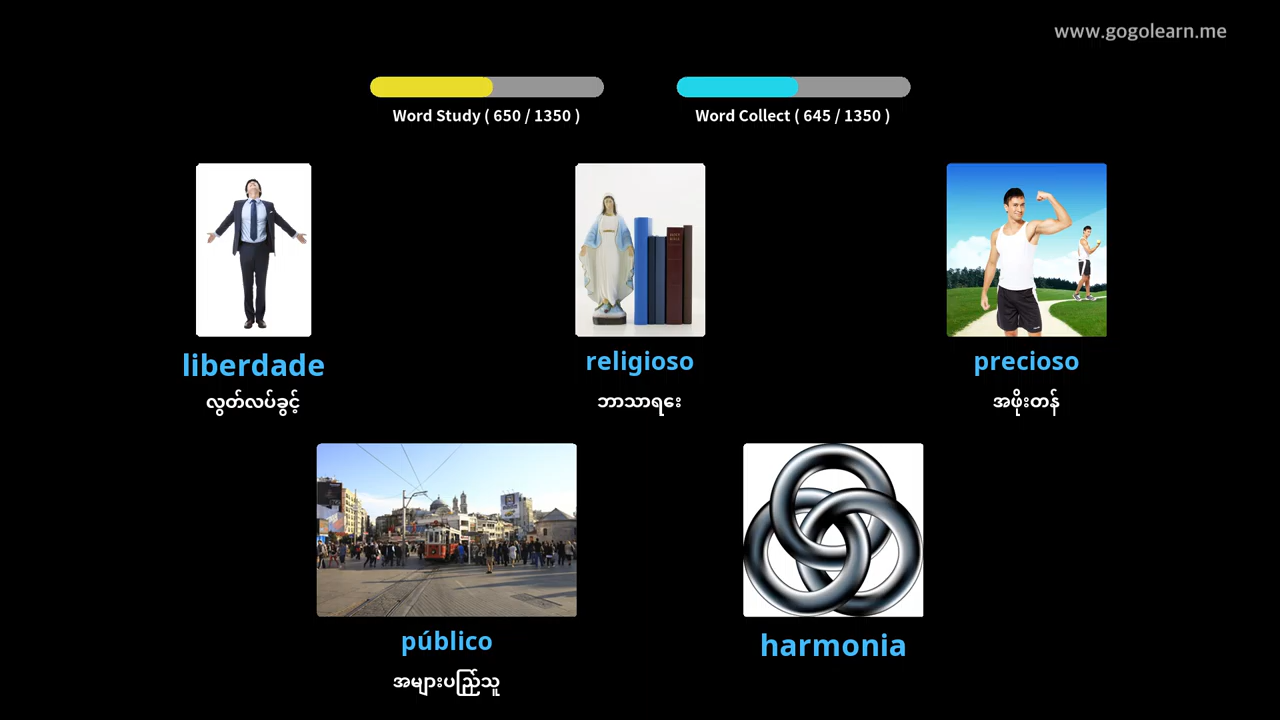 www.gogolearn.me
Word Study ( 650 / 1350 )
Word Collect ( 645 / 1350 )
liberdade
religioso
precioso
လွတ်လပ်ခွင့်
ဘာသာရေး
အဖိုးတန်
público
harmonia
အများပြည်သူ